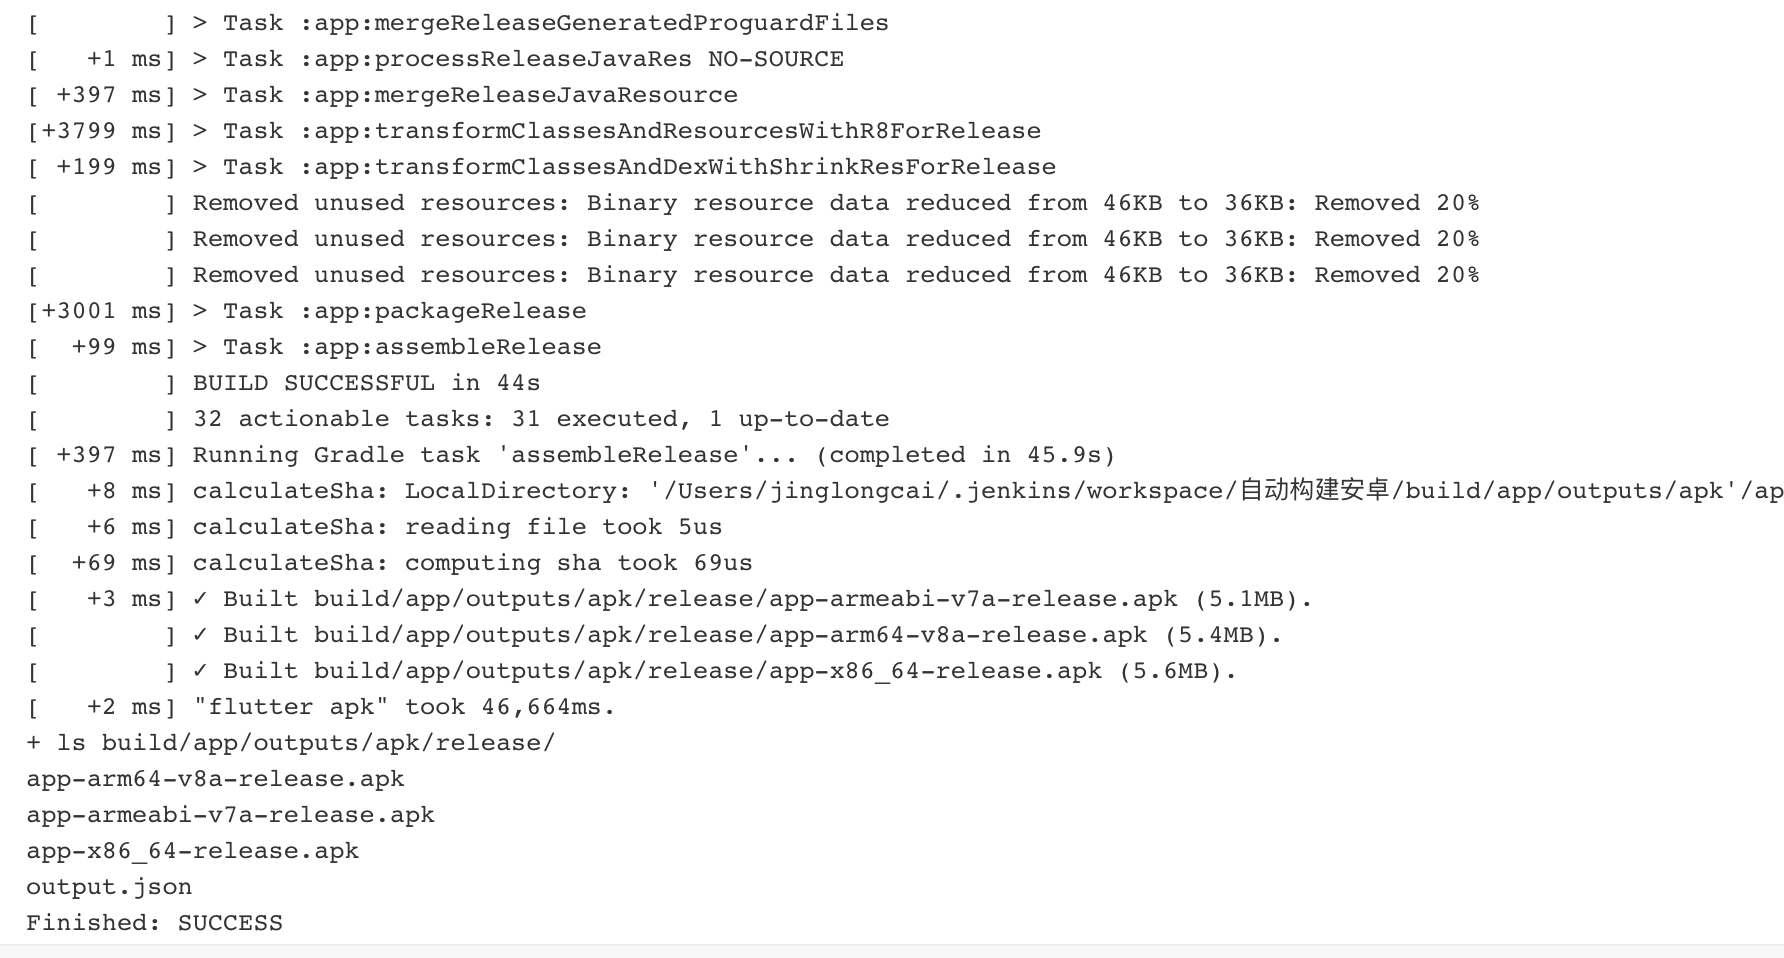 [         ] > Task :app:mergeReleaseGeneratedProguardFiles
[   +1 ms] > Task :app:processReleaseJavaRes NO-SOURCE
[ +397 ms] > Task :app:mergeReleaseJavaResource
[+3799 ms] > Task :app:transformClassesAndResourcesWithR8ForRelease
[ +199 ms] > Task :app:transformClassesAndDexWithShrinkResForRelease
[        ] Removed unused resources: Binary resource data reduced from 46KB to 36KB: Removed 20%
[        ] Removed unused resources: Binary resource data reduced from 46KB to 36KB: Removed 20%
[        ] Removed unused resources: Binary resource data reduced from 46KB to 36KB: Removed 20%
[+3001 ms] > Task :app:packageRelease
[  +99 ms] > Task :app:assembleRelease
[        ] BUILD SUCCESSFUL in 44s
[        ] 32 actionable tasks: 31 executed, 1 up-to-date
[ +397 ms] Running Gradle task 'assembleRelease'... (completed in 45.9s)
[   +8 ms] calculateSha: LocalDirectory: '/Users/jinglongcai/.jenkins/workspace/自动构建安卓/build/app/outputs/apk'/ap
[   +6 ms] calculateSha: reading file took 5us
[  +69 ms] calculateSha: computing sha took 69us
[   +3 ms] ✓ Built build/app/outputs/apk/release/app-armeabi-v7a-release.apk (5.1MB).
[        ] ✓ Built build/app/outputs/apk/release/app-arm64-v8a-release.apk (5.4MB).
[        ] ✓ Built build/app/outputs/apk/release/app-x86_64-release.apk (5.6MB).
[   +2 ms] "flutter apk" took 46,664ms.
+ ls build/app/outputs/apk/release/
app-arm64-v8a-release.apk
app-armeabi-v7a-release.apk
app-x86_64-release.apk
output.json
Finished: SUCCESS